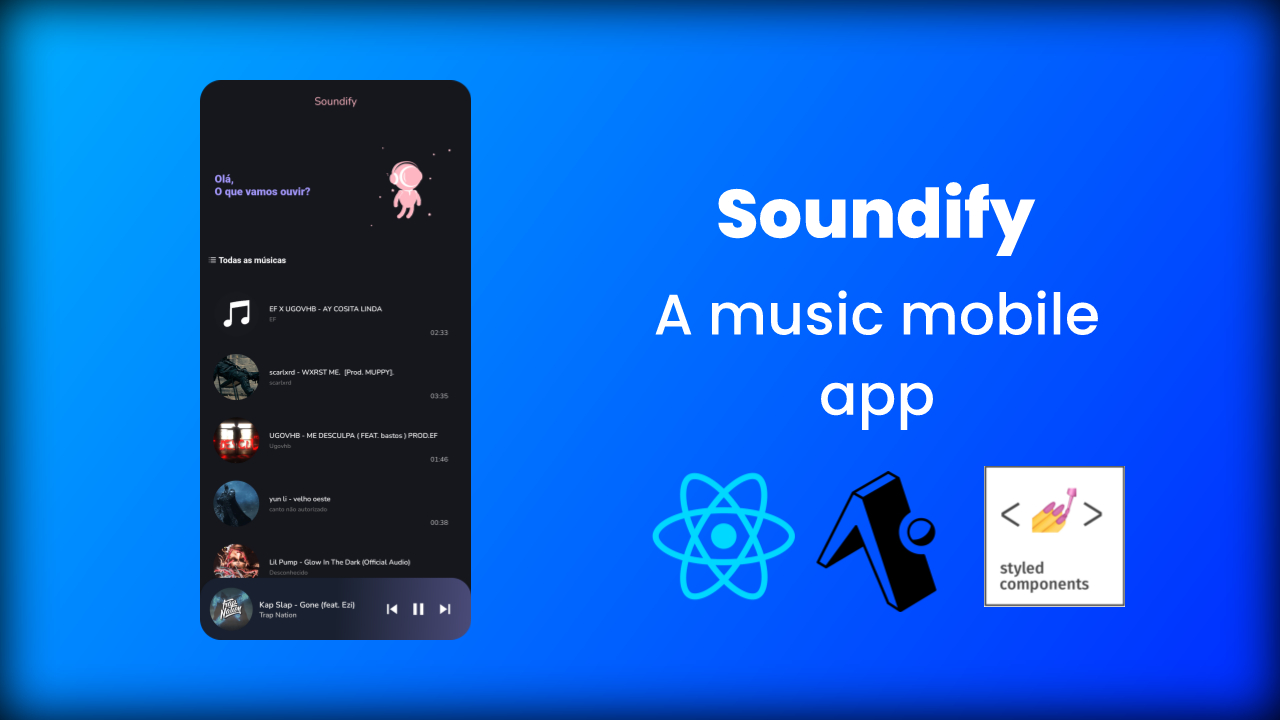 Soundify
Olá,
O que vamos ouvir?
Todas as músicas
EF X UGOVHB - AY COSITA LINDA
EF
02:33
scarlxrd - WXRST ME. [Prod. MUPPY].
scarlxrd
03:35
UGOVHB - ME DESCULPA ( FEAT. bastos ) PROD.EF
Ugovhb
01:46
yun li - velho oeste
canto não autorizado
00:38
Lil Pump - Glow In The Dark (Official Audio)
Desconhecido
Trap
Nation
Kap Slap - Gone (feat. Ezi)
Trap Nation
Soundify
A music mobile
app
< >
styled
components